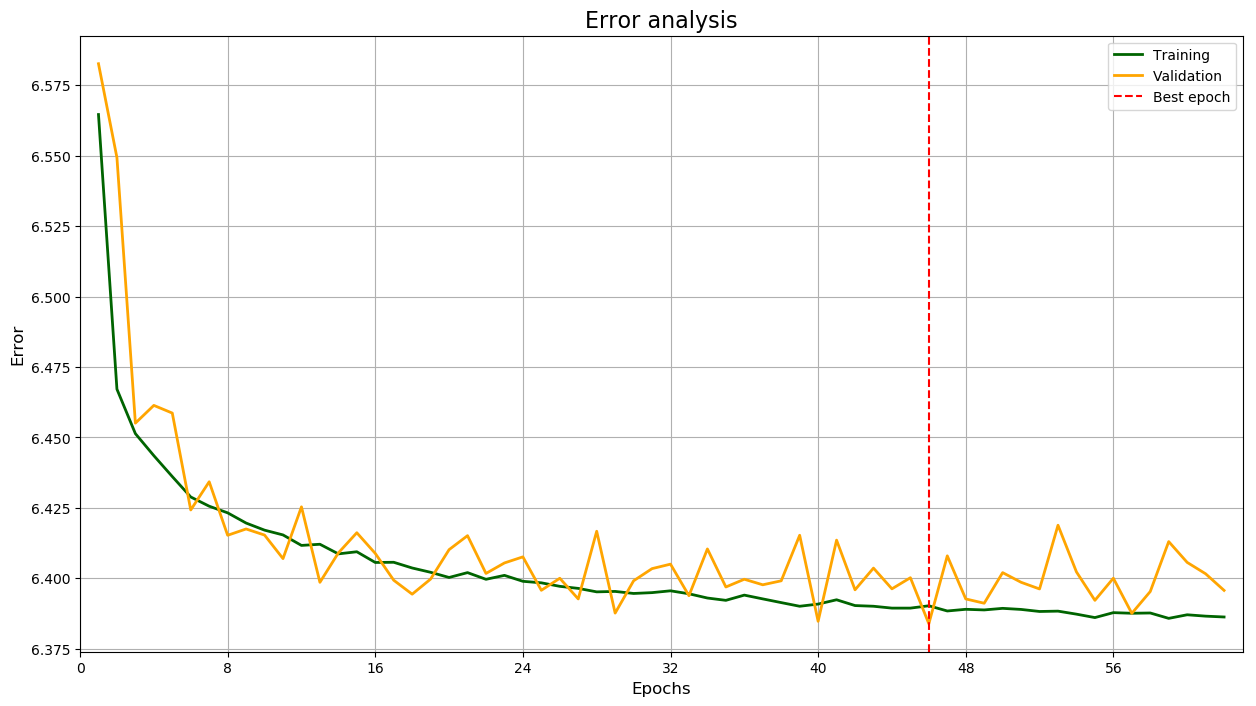 Error analysis
Training
Validation
Best epoch
6.575
6.550
6.525
6.500
6.475
6.450
6.425
6.400
6.375
Error
0 8 16 24 32 40 48 56
Epochs